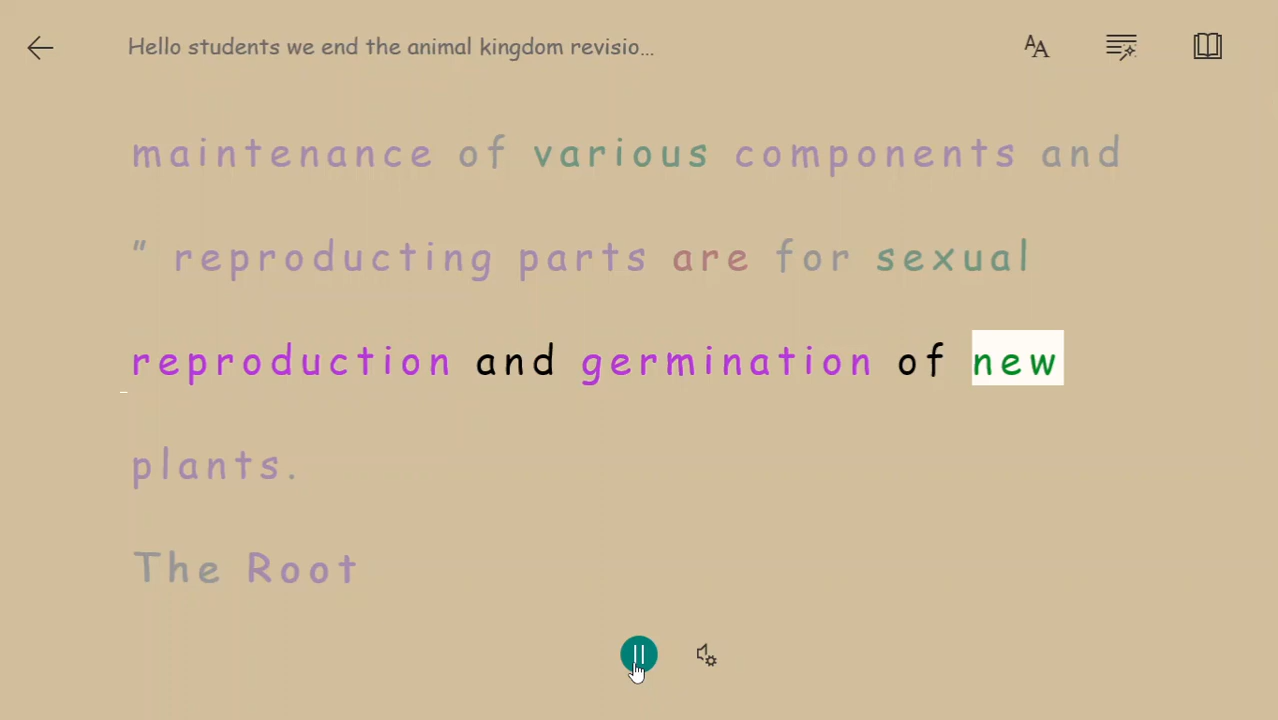 Hello students we end the animal kingdom revisio...
AA
maintenance of various components and
" reproducting parts are for sexual
reproduction and germination of new
plants.
The Root